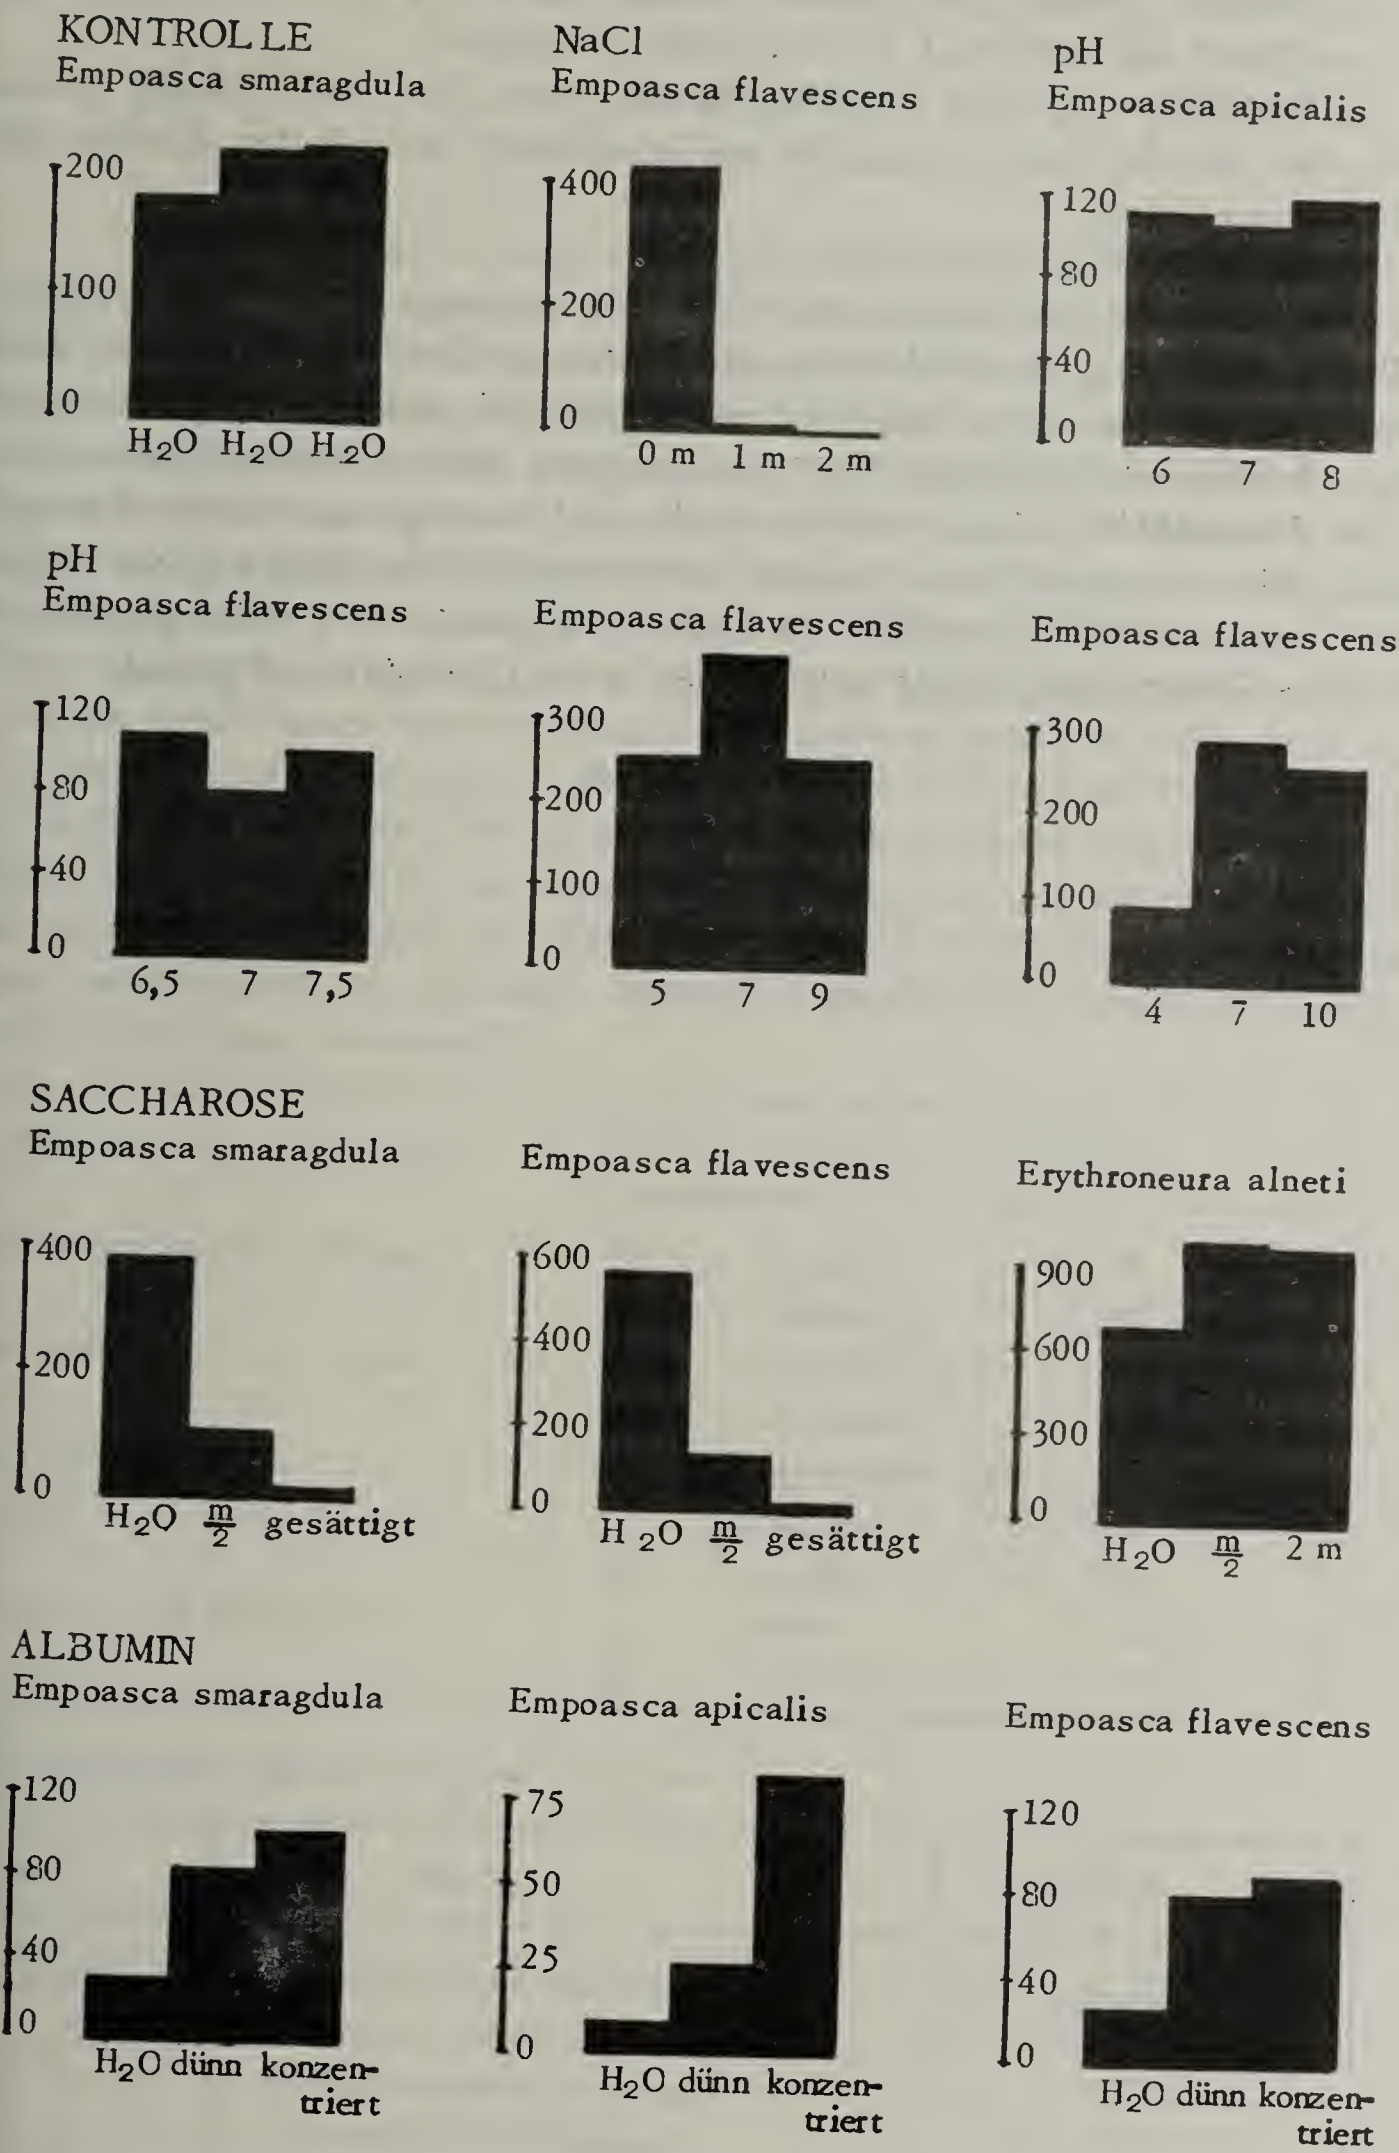 KONTROLLE
Empoasca smaragdula
200
100
0
H₂O H₂O H₂O
NaCl
Empoasca flavescens
400
200
0
0 m 1 m 2 m
pH
Empoasca apicalis
120
80
40
0
6 7 8
pH
Empoasca flavescens
120
80
40
0
6,5 7 7,5
Empoasca flavescens
300
200
100
0
5 7 9
Empoasca flavescens
300
200
100
0
4 7 10
SACCHAROSE
Empoasca smaragdula
400
200
0
H₂O m/2 gesättigt
Empoasca flavescens
600
400
200
0
H₂O m/2 gesättigt
Erythroneura alneti
900
600
300
0
H₂O m/2 2 m
ALBUMIN
Empoasca smaragdula
120
80
40
0
H₂O dünn konzen-
triert
Empoasca apicalis
75
50
25
0
H₂O dünn konzen-
triert
Empoasca flavescens
120
80
40
0
H₂O dünn konzen-
triert